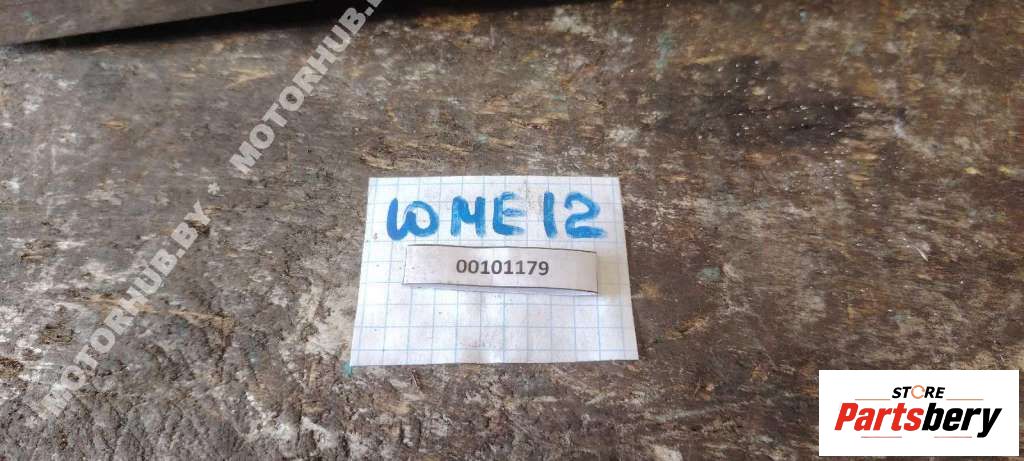 MOTORHUB.BY * MOTORHUB.BY
WME12
00101179
STORE
Partsbery